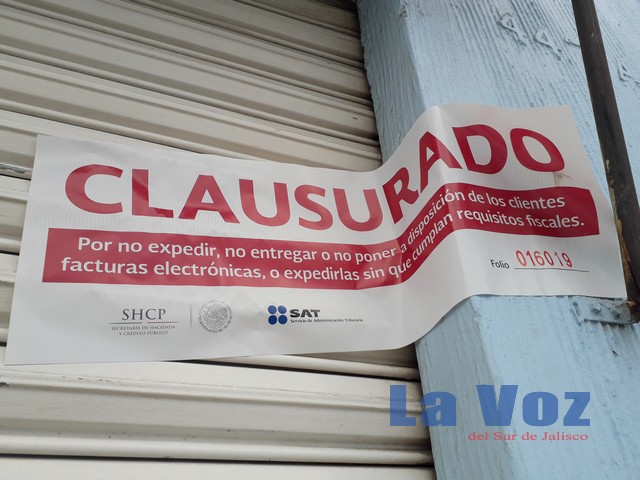 CLAUSURADO
Por no expedir, no entregar o no poner a disposición de los clientes
facturas electrónicas, o expedirlas sin que cumplan requisitos fiscales.
Folio 016019
SHCP
SECRETARÍA DE HACIENDA
Y CRÉDITO PÚBLICO
SAT
Servicio de Administración Tributaria
La Voz
del Sur de Jalisco